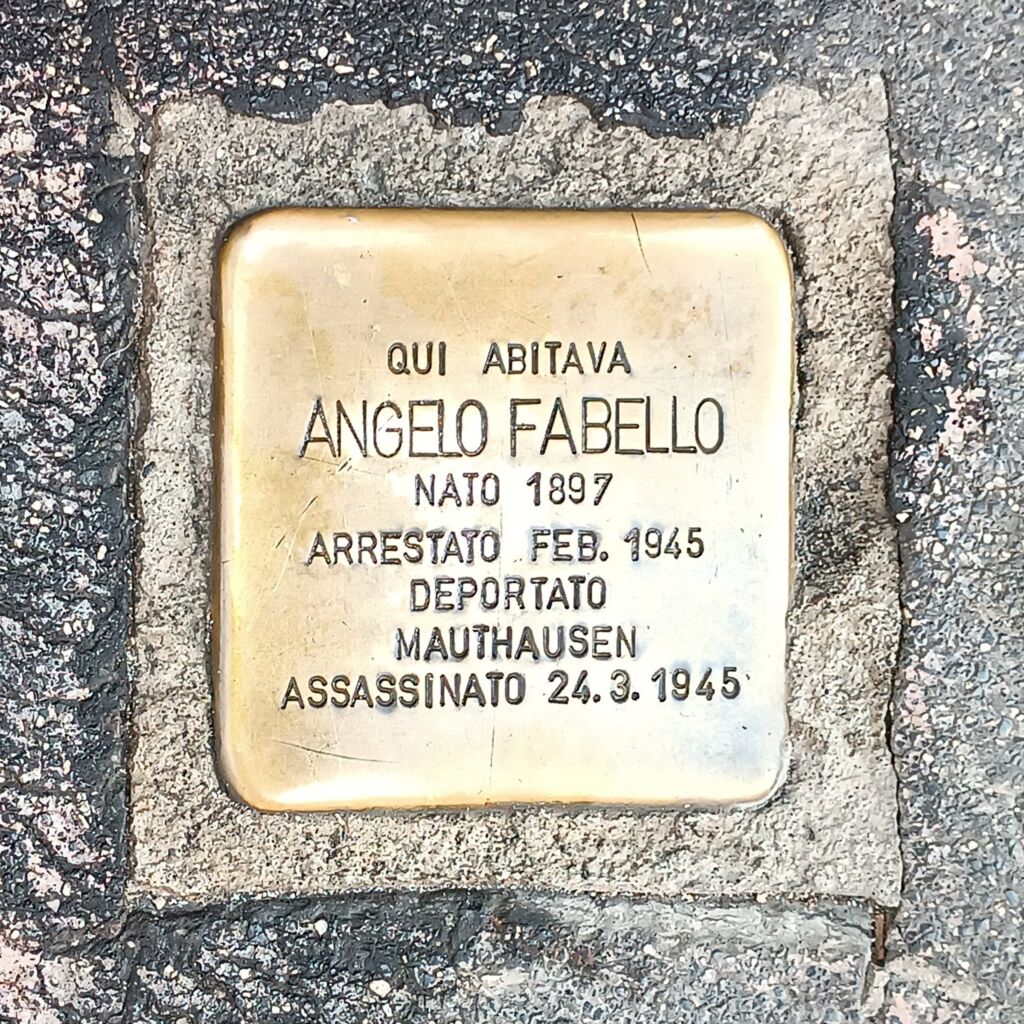 QUI ABITAVA
ANGELO FABELLO
NATO 1897
ARRESTATO FEB. 1945
DEPORTATO
MAUTHAUSEN
ASSASSINATO 24.3.1945